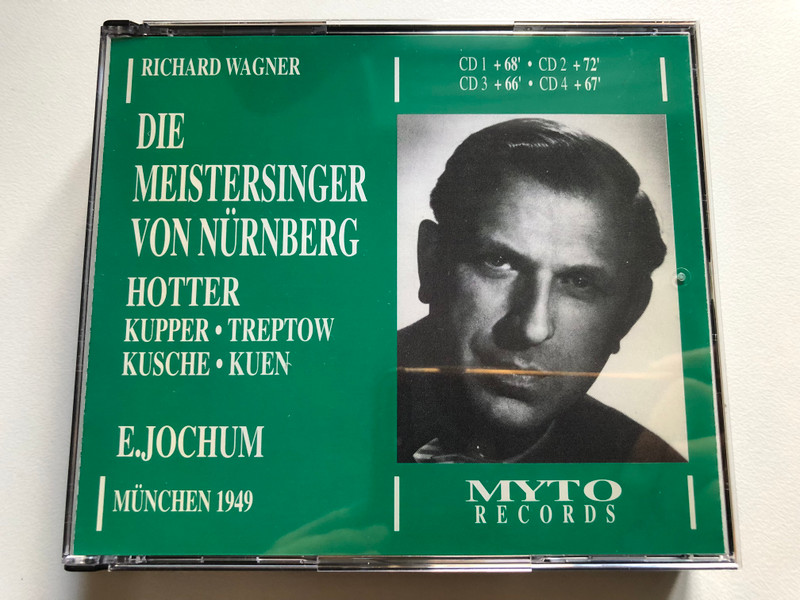 RICHARD WAGNER
CD 1 + 68' • CD 2 + 72'
CD 3 + 66' • CD 4 + 67'
DIE
MEISTERSINGER
VON NÜRNBERG
HOTTER
KUPPER • TREPTOW
KUSCHE • KUEN
E.JOCHUM
MÜNCHEN 1949
MYTO
RECORDS